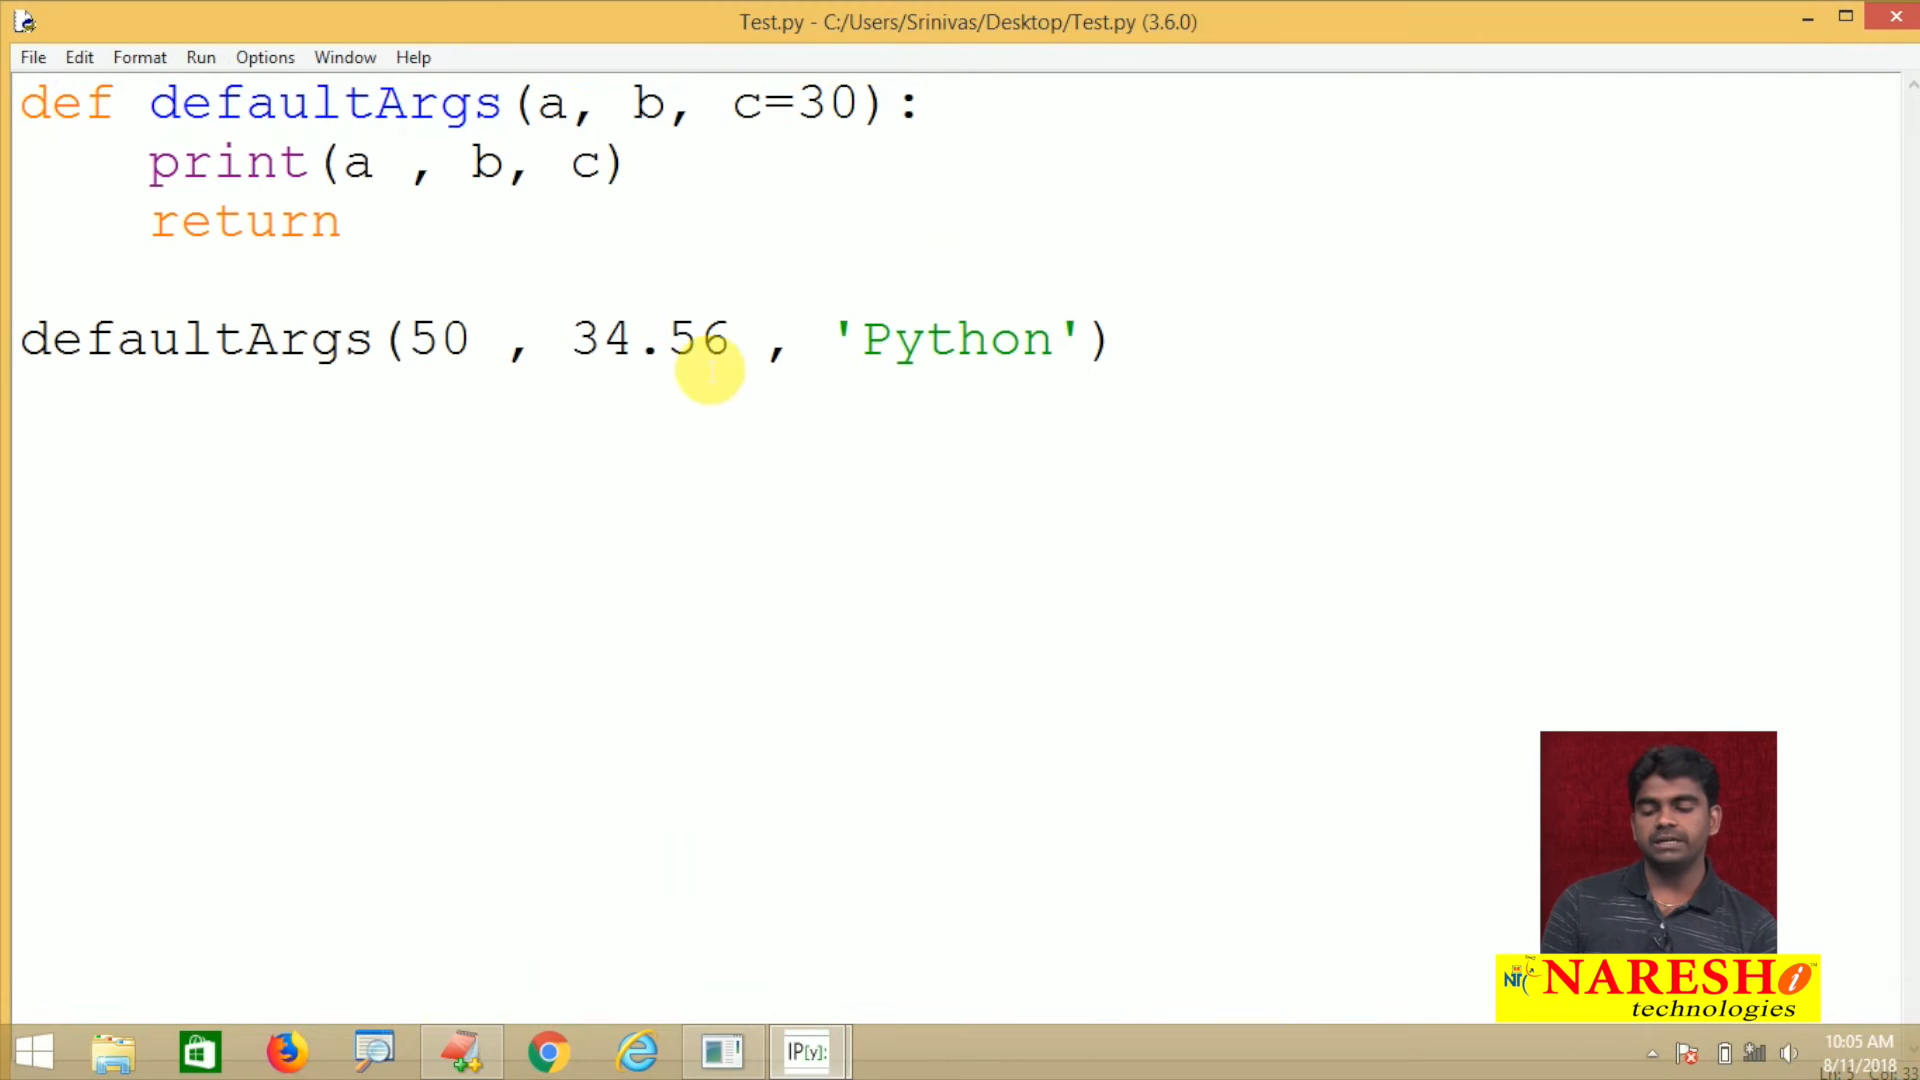 Test.py - C:/Users/Srinivas/Desktop/Test.py (3.6.0)
File Edit Format Run Options Window Help
def defaultArgs(a, b, c=30):
print(a , b, c)
return
defaultArgs(50 , 34.56 , 'Python')
NARESH i
technologies
IP[y]:
10:05 AM
8/11/2018